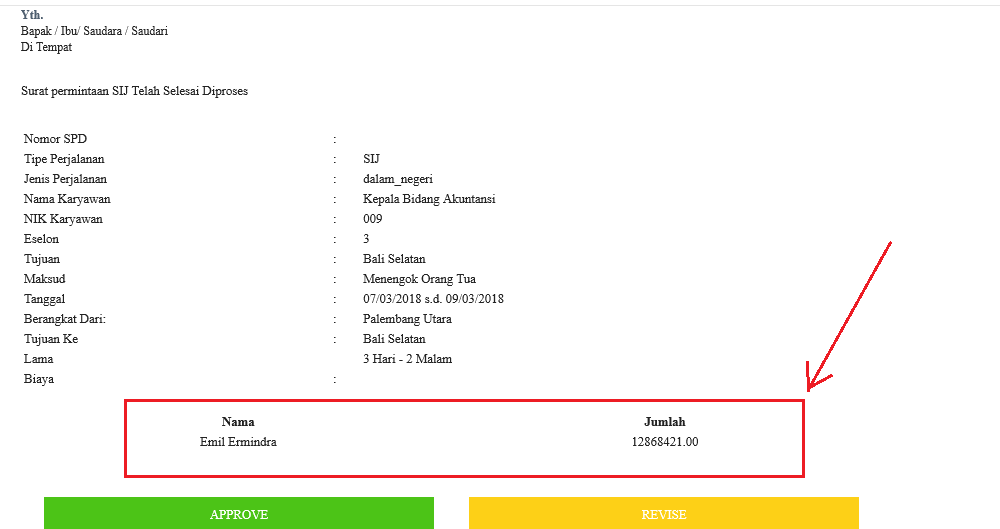 Yth.
Bapak / Ibu/ Saudara / Saudari
Di Tempat
Surat permintaan SIJ Telah Selesai Diproses
Nomor SPD :
Tipe Perjalanan : SIJ
Jenis Perjalanan : dalam_negeri
Nama Karyawan : Kepala Bidang Akuntansi
NIK Karyawan : 009
Eselon : 3
Tujuan : Bali Selatan
Maksud : Menengok Orang Tua
Tanggal : 07/03/2018 s.d. 09/03/2018
Berangkat Dari: : Palembang Utara
Tujuan Ke : Bali Selatan
Lama 3 Hari - 2 Malam
Biaya :
Nama Jumlah
Emil Ermindra 12868421.00
APPROVE REVISE